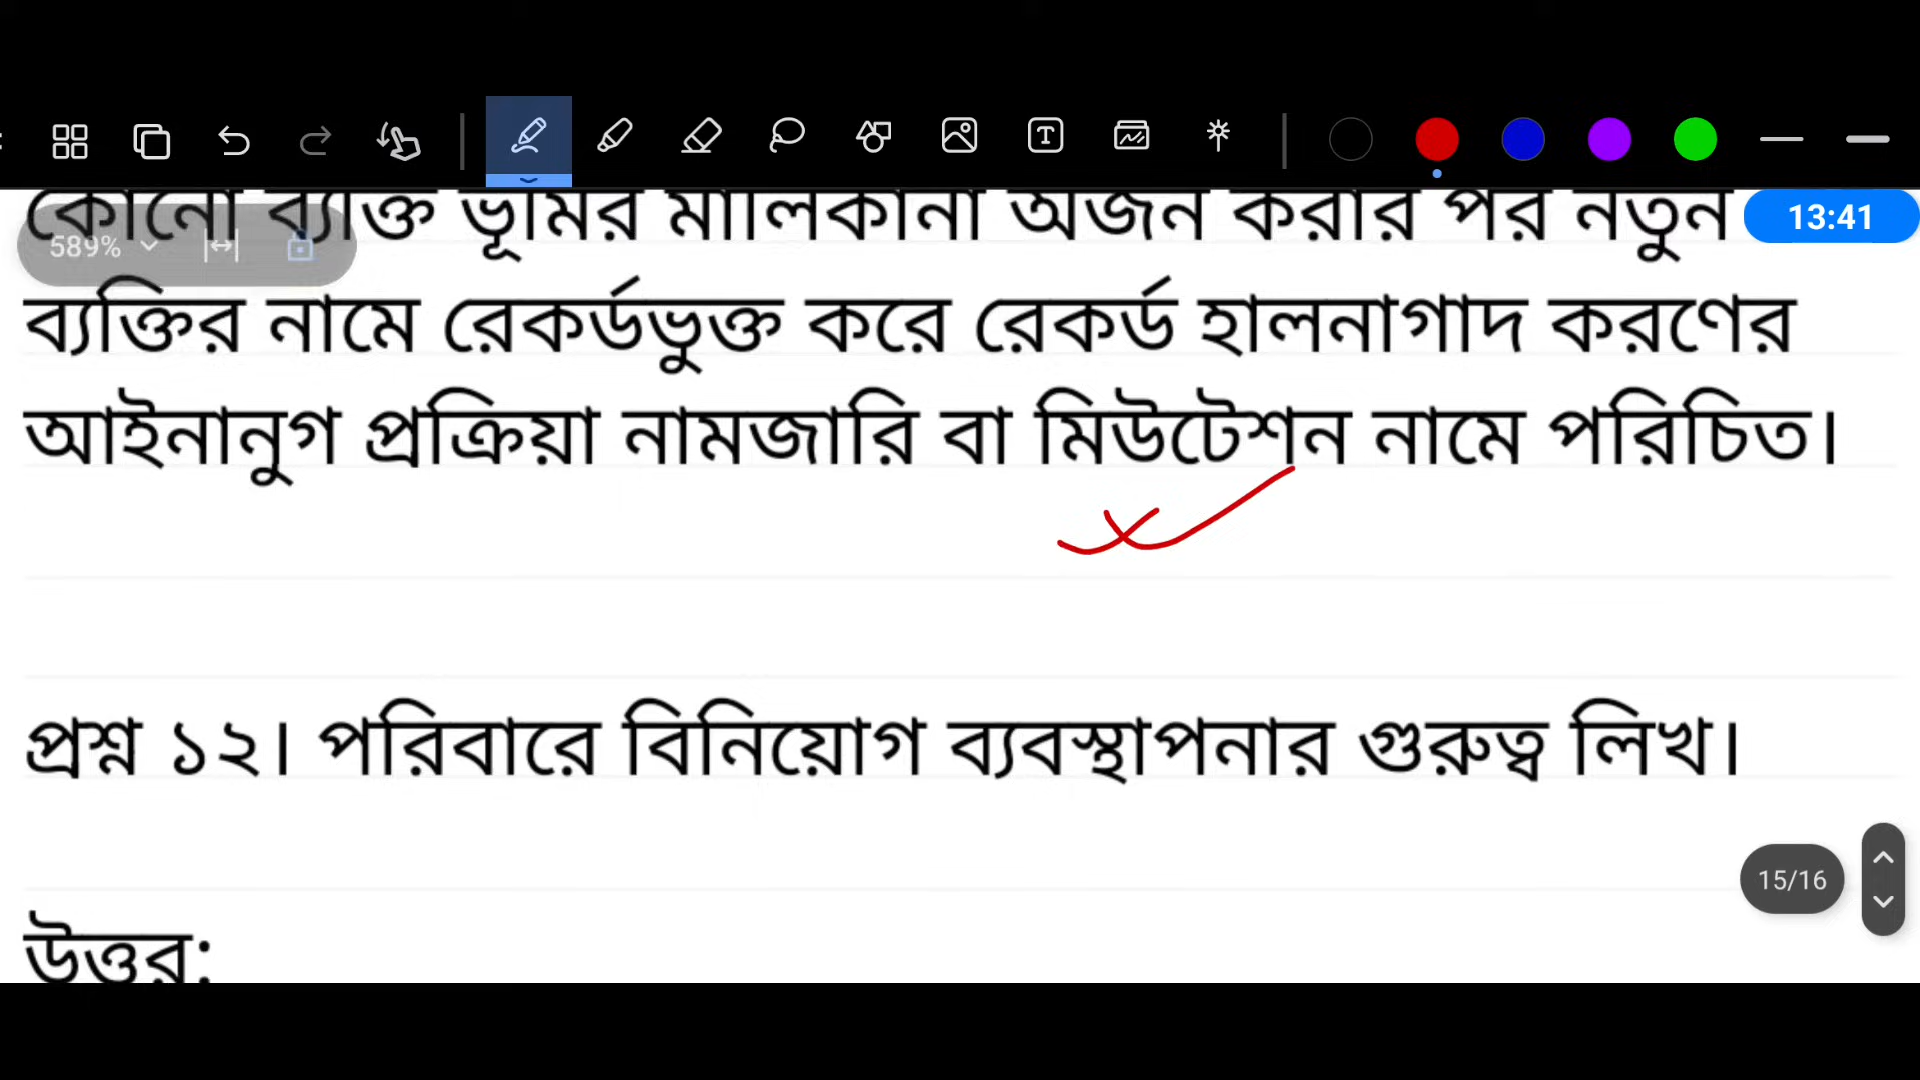 কোনো ব্যক্তি ভূমির মালিকানা অর্জন করার পর নতুন
13:41
589%
ব্যক্তির নামে রেকর্ডভুক্ত করে রেকর্ড হালনাগাদ করণের
আইনানুগ প্রক্রিয়া নামজারি বা মিউটেশন নামে পরিচিত।
প্রশ্ন ১২। পরিবারে বিনিয়োগ ব্যবস্থাপনার গুরুত্ব লিখ।
15/16
উত্তর: